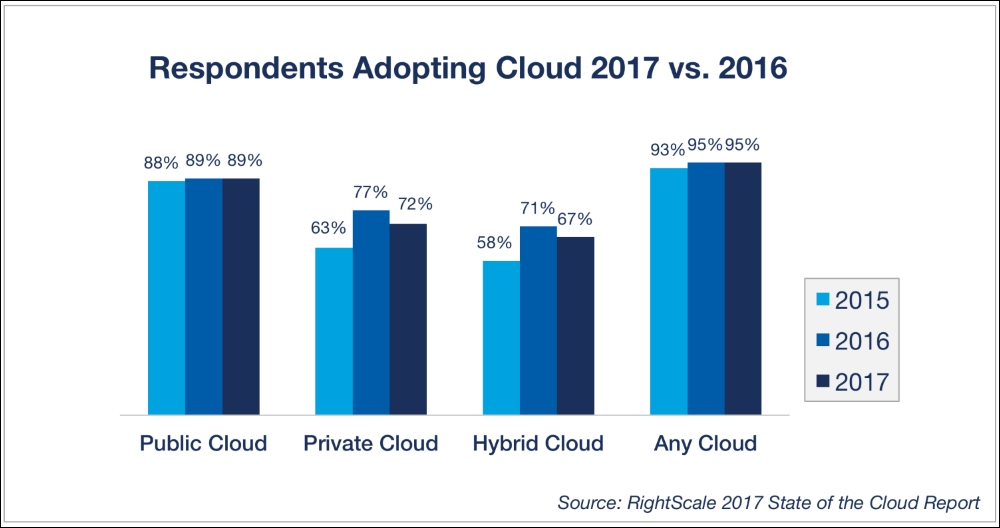 Respondents Adopting Cloud 2017 vs. 2016
88% 89% 89%
63% 77% 72%
58% 71% 67%
93% 95% 95%
Public Cloud
Private Cloud
Hybrid Cloud
Any Cloud
2015
2016
2017
Source: RightScale 2017 State of the Cloud Report